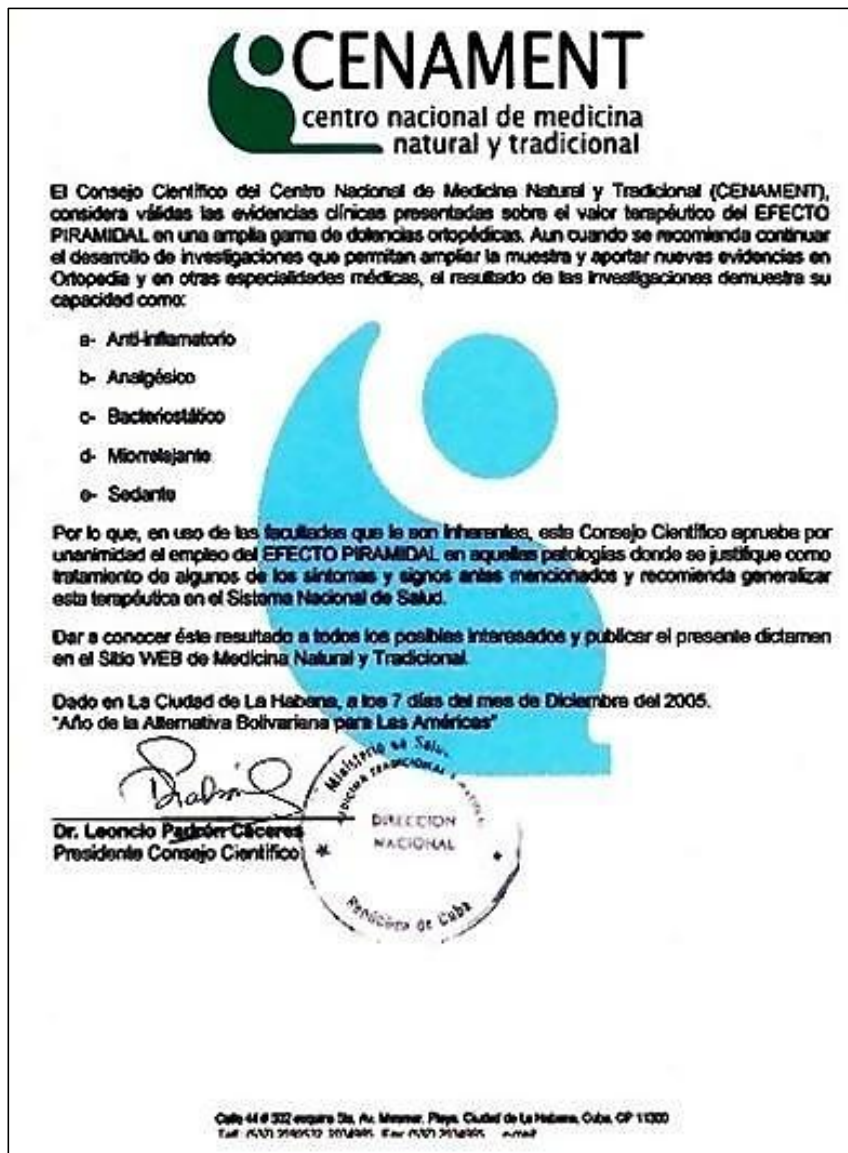 CENAMENT
centro nacional de medicina
natural y tradicional
El Consejo Científico del Centro Nacional de Medicina Natural y Tradicional (CENAMENT),
considera válidas las evidencias clínicas presentadas sobre el valor terapéutico del EFECTO
PIRAMIDAL en una amplia gama de dolencias ortopédicas. Aun cuando se recomienda continuar
el desarrollo de investigaciones que permitan ampliar la muestra y aportar nuevas evidencias en
Ortopedia y en otras especialidades médicas, el resultado de las investigaciones demuestra su
capacidad como:
a- Anti-inflamatorio
b- Analgésico
c- Bacteriostático
d- Miorrelajante
e- Sedante
Por lo que, en uso de las facultades que le son inherentes, este Consejo Científico aprueba por
unanimidad el empleo del EFECTO PIRAMIDAL en aquellas patologías donde se justifique como
tratamiento de algunos de los síntomas y signos antes mencionados y recomienda generalizar
esta terapéutica en el Sistema Nacional de Salud.
Dar a conocer éste resultado a todos los posibles interesados y publicar el presente dictamen
en el Sitio WEB de Medicina Natural y Tradicional.
Dado en La Ciudad de La Habana, a los 7 días del mes de Diciembre del 2005.
"Año de la Alternativa Bolivariana para Las Américas"
Dr. Leoncio Padrón Cáceres
Presidente Consejo Científico
Ministerio de Salu
DIRECCION
NACIONAL
República de Cuba
Calle 44 # 502 esquina 5ta. Av. Miramar, Playa, Ciudad de La Habana, Cuba, CP 11300